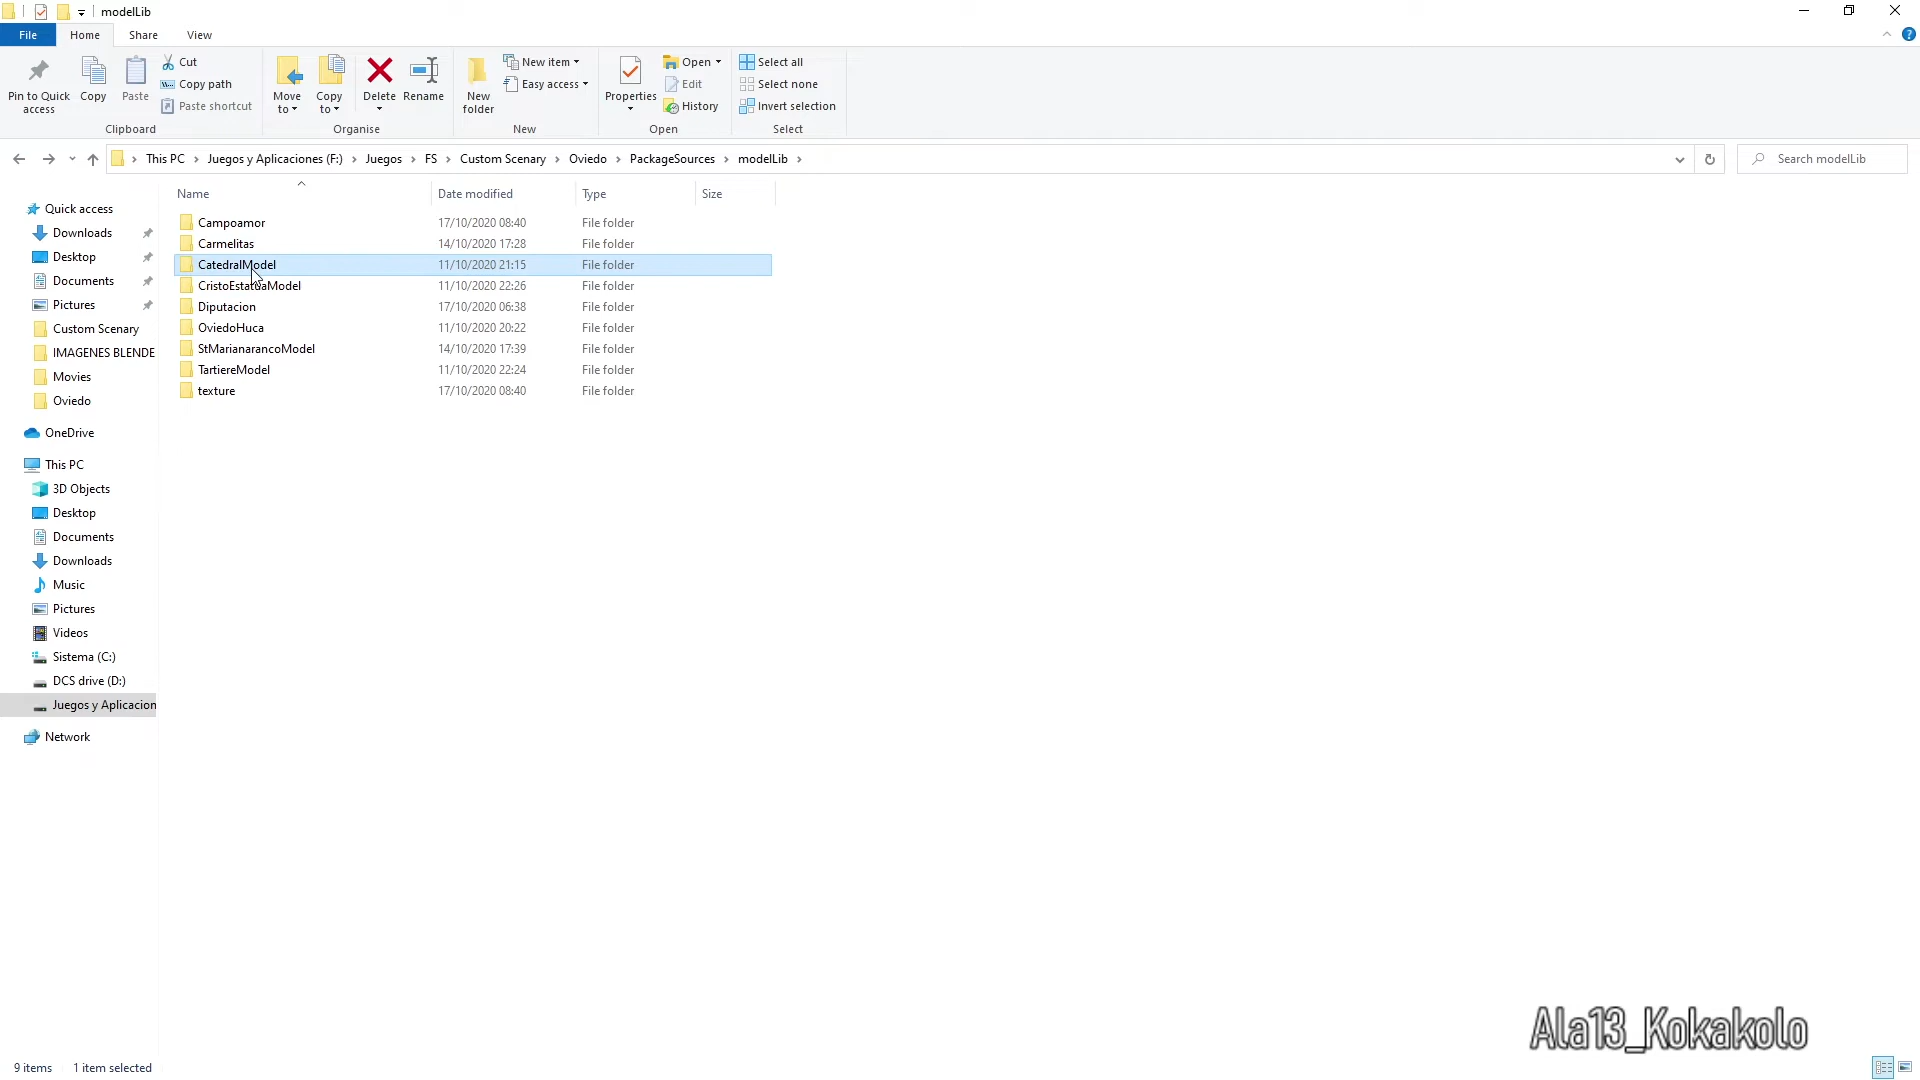 modelLib
File
Home
Share
View
Pin to Quick access
Copy
Paste
Cut
Copy path
Paste shortcut
Clipboard
Move to
Copy to
Delete
Rename
Organise
New folder
New item
Easy access
New
Properties
Open
Edit
History
Open
Select all
Select none
Invert selection
Select
This PC
Juegos y Aplicaciones (F:)
Juegos
FS
Custom Scenary
Oviedo
PackageSources
modelLib
Search modelLib
Quick access
Downloads
Desktop
Documents
Pictures
Custom Scenary
IMAGENES BLENDE
Movies
Oviedo
OneDrive
This PC
3D Objects
Desktop
Documents
Downloads
Music
Pictures
Videos
Sistema (C:)
DCS drive (D:)
Juegos y Aplicacion
Network
Name Date modified Type Size
Campoamor 17/10/2020 08:40 File folder
Carmelitas 14/10/2020 17:28 File folder
CatedralModel 11/10/2020 21:15 File folder
CristoEstatuaModel 11/10/2020 22:26 File folder
Diputacion 17/10/2020 06:38 File folder
OviedoHuca 11/10/2020 20:22 File folder
StMarianarancoModel 14/10/2020 17:39 File folder
TartiereModel 11/10/2020 22:24 File folder
texture 17/10/2020 08:40 File folder
Ala13_Kokakolo
9 items 1 item selected